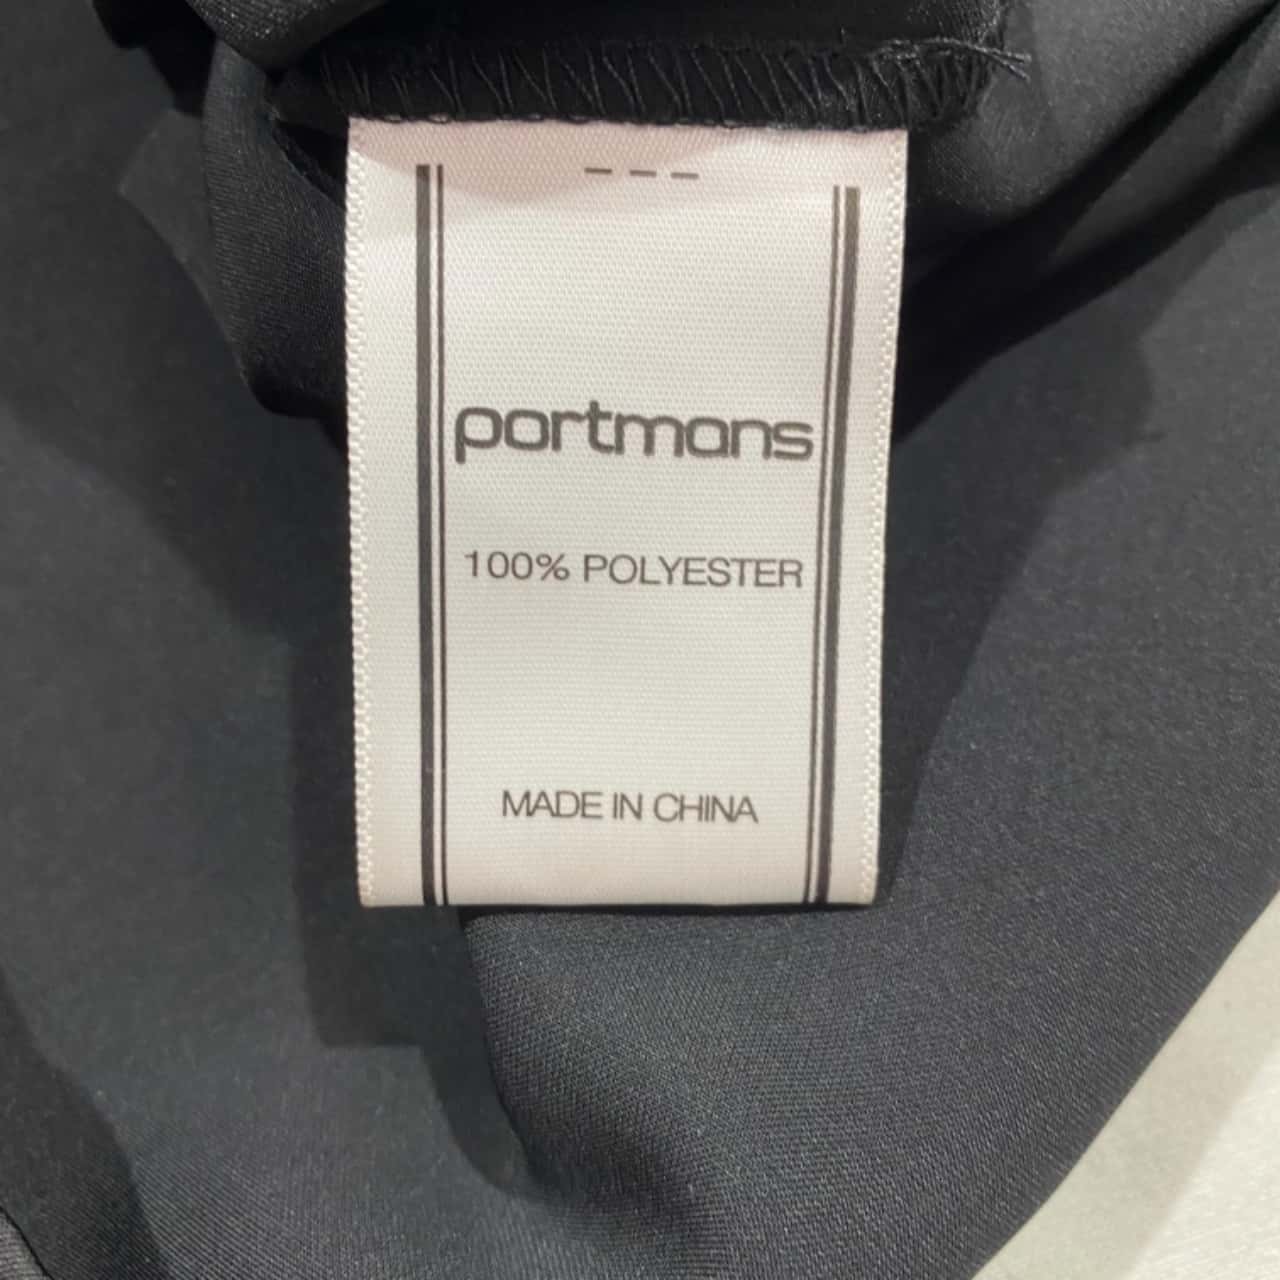 portmans
100% POLYESTER
MADE IN CHINA